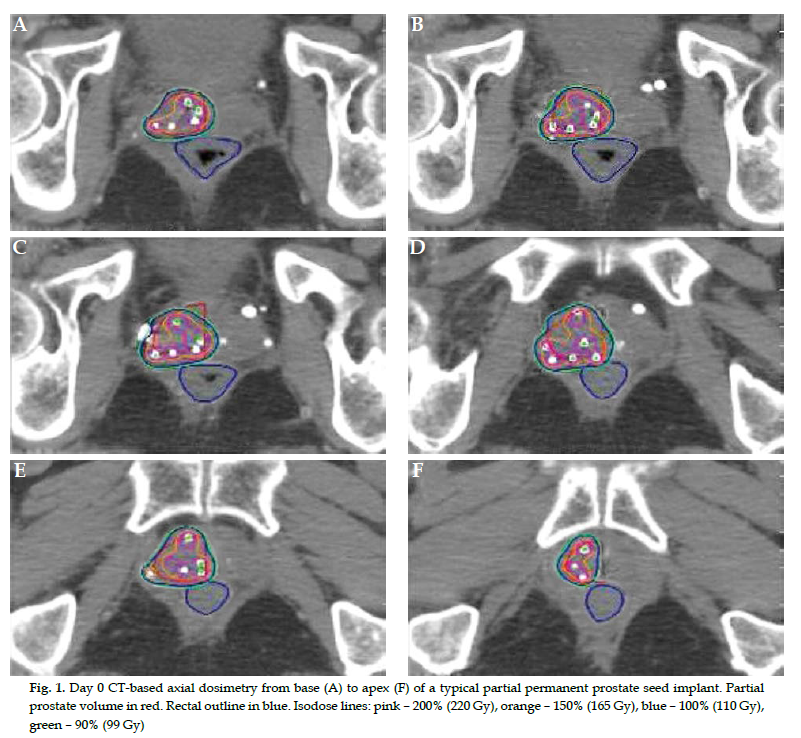 A
B
C
D
E
F
Fig. 1. Day 0 CT-based axial dosimetry from base (A) to apex (F) of a typical partial permanent prostate seed implant. Partial
prostate volume in red. Rectal outline in blue. Isodose lines: pink – 200% (220 Gy), orange – 150% (165 Gy), blue – 100% (110 Gy),
green – 90% (99 Gy)